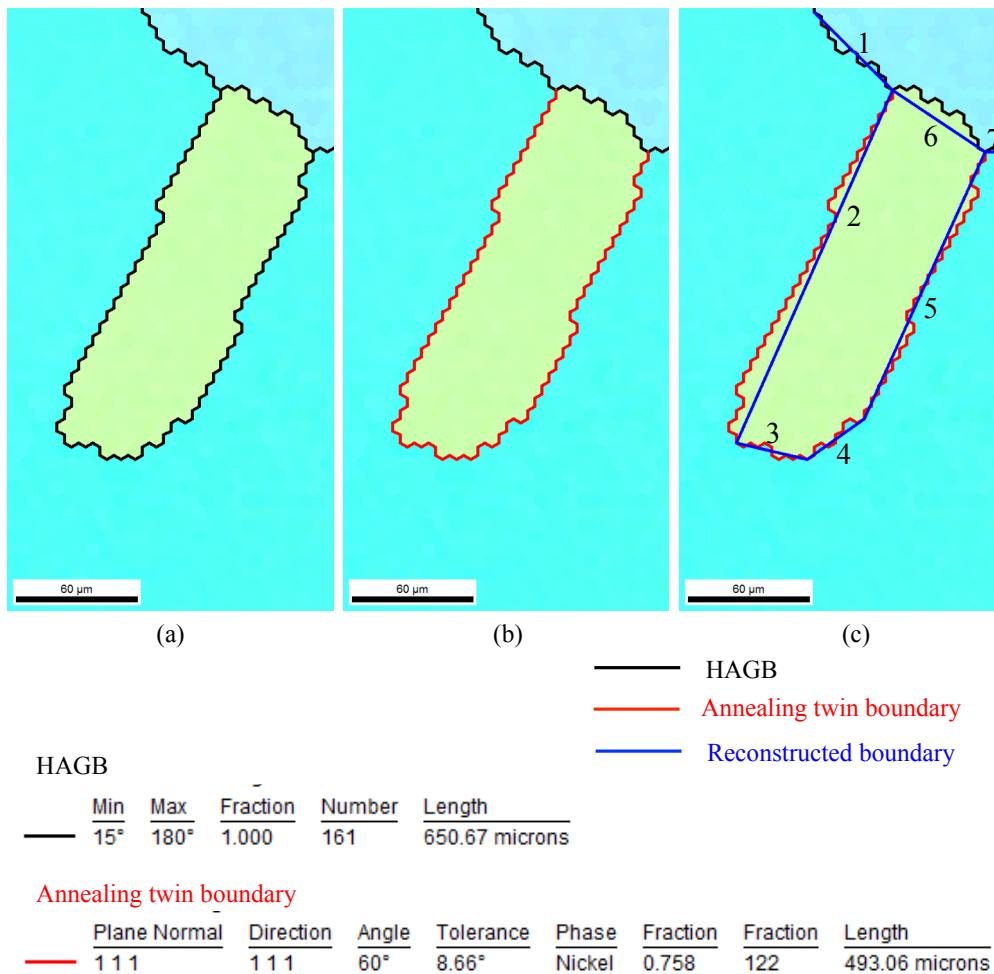 1
2
3
4
5
6
7
60 µm
60 µm
60 µm
(a)
(b)
(c)
HAGB
Annealing twin boundary
Reconstructed boundary
HAGB
Min Max Fraction Number Length
15° 180° 1.000 161 650.67 microns
Annealing twin boundary
Plane Normal Direction Angle Tolerance Phase Fraction Fraction Length
1 1 1 1 1 1 60° 8.66° Nickel 0.758 122 493.06 microns